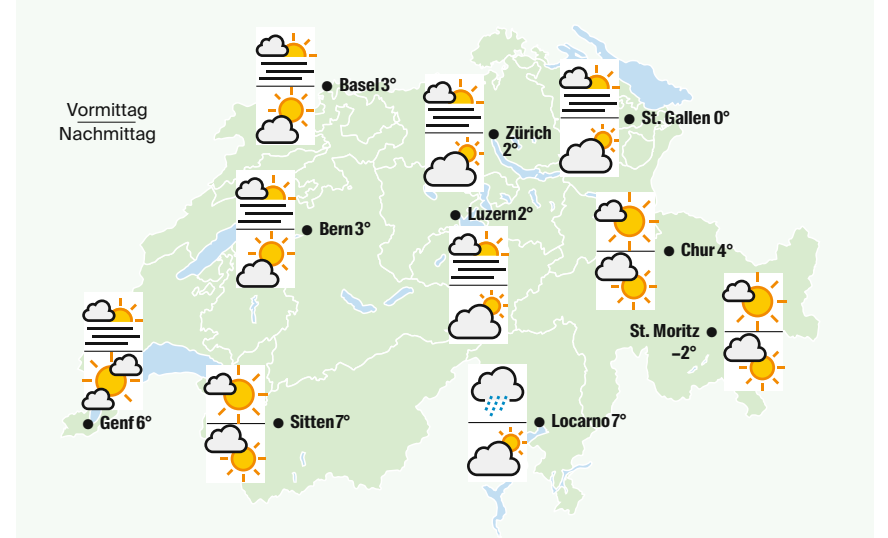 Vormittag
Nachmittag
Basel 3°
Zürich
2°
St. Gallen 0°
Bern 3°
Luzern 2°
Chur 4°
St. Moritz
–2°
Genf 6°
Sitten 7°
Locarno 7°